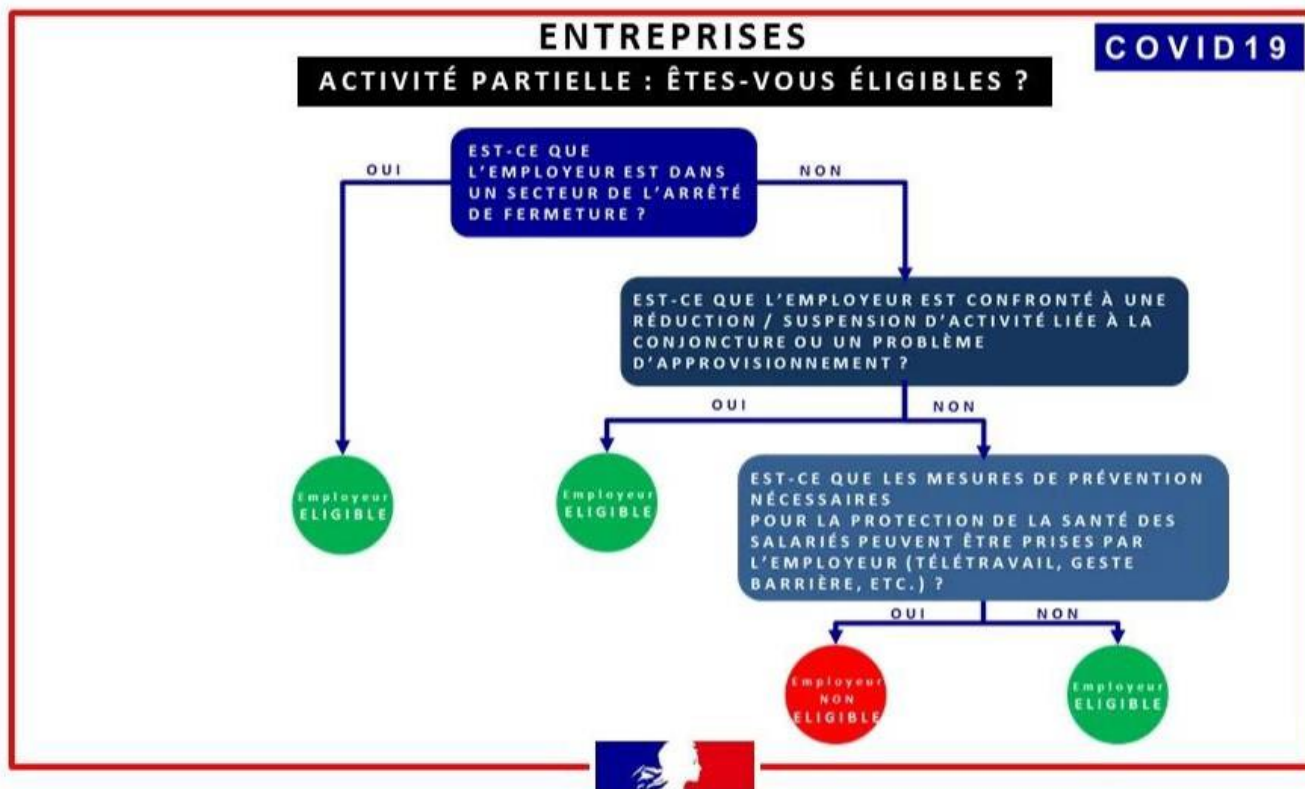 ENTREPRISES
COVID19
ACTIVITÉ PARTIELLE : ÊTES-VOUS ÉLIGIBLES ?
EST-CE QUE
L'EMPLOYEUR EST DANS
UN SECTEUR DE L'ARRÊTÉ
DE FERMETURE ?
OUI
NON
EST-CE QUE L'EMPLOYEUR EST CONFRONTÉ À UNE
RÉDUCTION / SUSPENSION D'ACTIVITÉ LIÉE À LA
CONJONCTURE OU UN PROBLÈME
D'APPROVISIONNEMENT ?
OUI
NON
Employeur
ELIGIBLE
Employeur
ELIGIBLE
EST-CE QUE LES MESURES DE PRÉVENTION
NÉCESSAIRES
POUR LA PROTECTION DE LA SANTÉ DES
SALARIÉS PEUVENT ÊTRE PRISES PAR
L'EMPLOYEUR (TÉLÉTRAVAIL, GESTE
BARRIÈRE, ETC.) ?
OUI
NON
Employeur
NON
ELIGIBLE
Employeur
ELIGIBLE